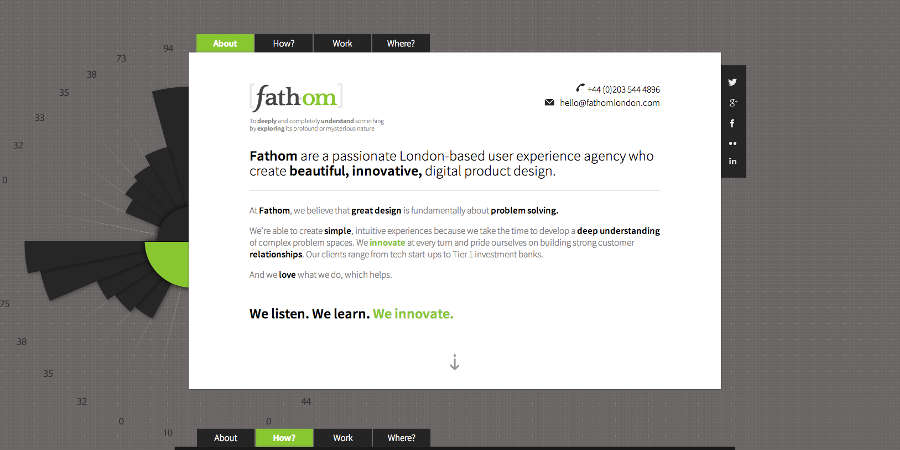 About How? Work Where?
94
73
38
35
33
32
0
[fathom]
To deeply and completely understand something
by exploring its profound or mysterious nature
+44 (0)203 544 4896
hello@fathomlondon.com
Fathom are a passionate London-based user experience agency who
create beautiful, innovative, digital product design.
At Fathom, we believe that great design is fundamentally about problem solving.
We're able to create simple, intuitive experiences because we take the time to develop a deep understanding
of complex problem spaces. We innovate at every turn and pride ourselves on building strong customer
relationships. Our clients range from tech start-ups to Tier 1 investment banks.
And we love what we do, which helps.
We listen. We learn. We innovate.
75
38
35
32
0
10
44
0
About How? Work Where?